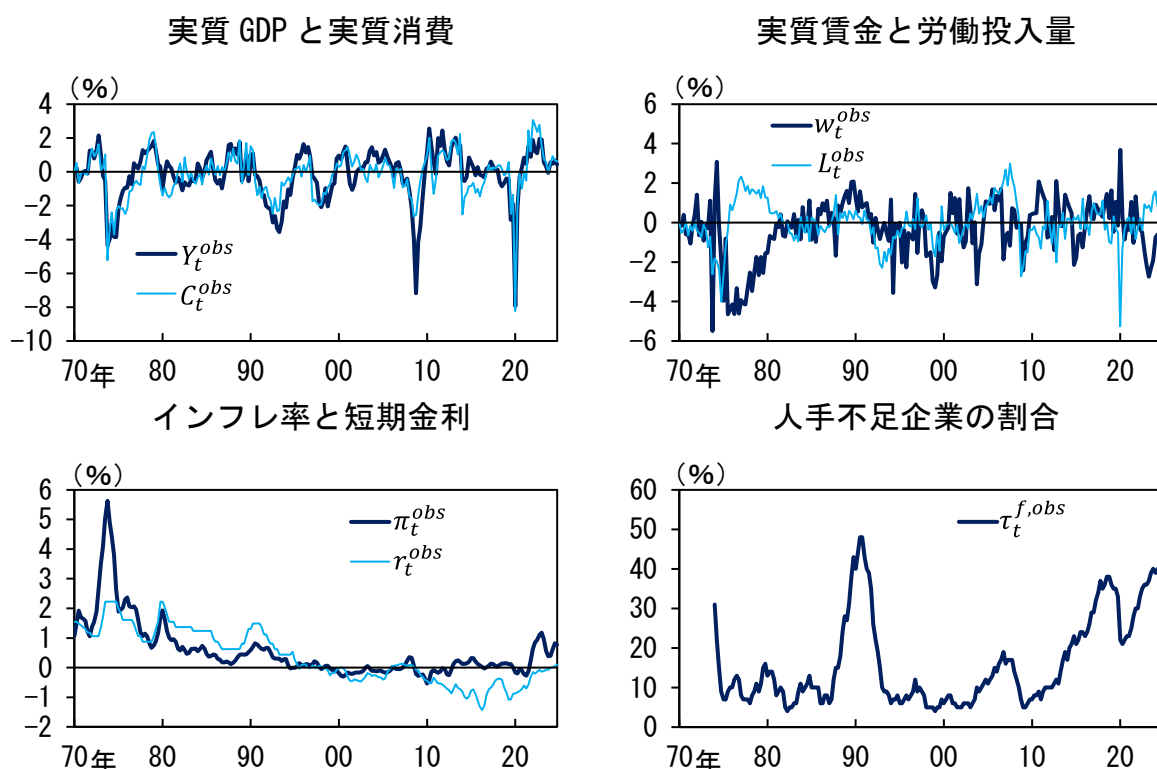 実質 GDP と実質消費
(%)
4
2
0
-2
-4
-6
-8
-10
Y_t^{obs}
C_t^{obs}
70年 80 90 00 10 20
実質賃金と労働投入量
(%)
6
4
2
0
-2
-4
-6
w_t^{obs}
L_t^{obs}
70年 80 90 00 10 20
インフレ率と短期金利
(%)
6
5
4
3
2
1
0
-1
-2
π_t^{obs}
r_t^{obs}
70年 80 90 00 10 20
人手不足企業の割合
(%)
60
50
40
30
20
10
0
τ_t^{f,obs}
70年 80 90 00 10 20